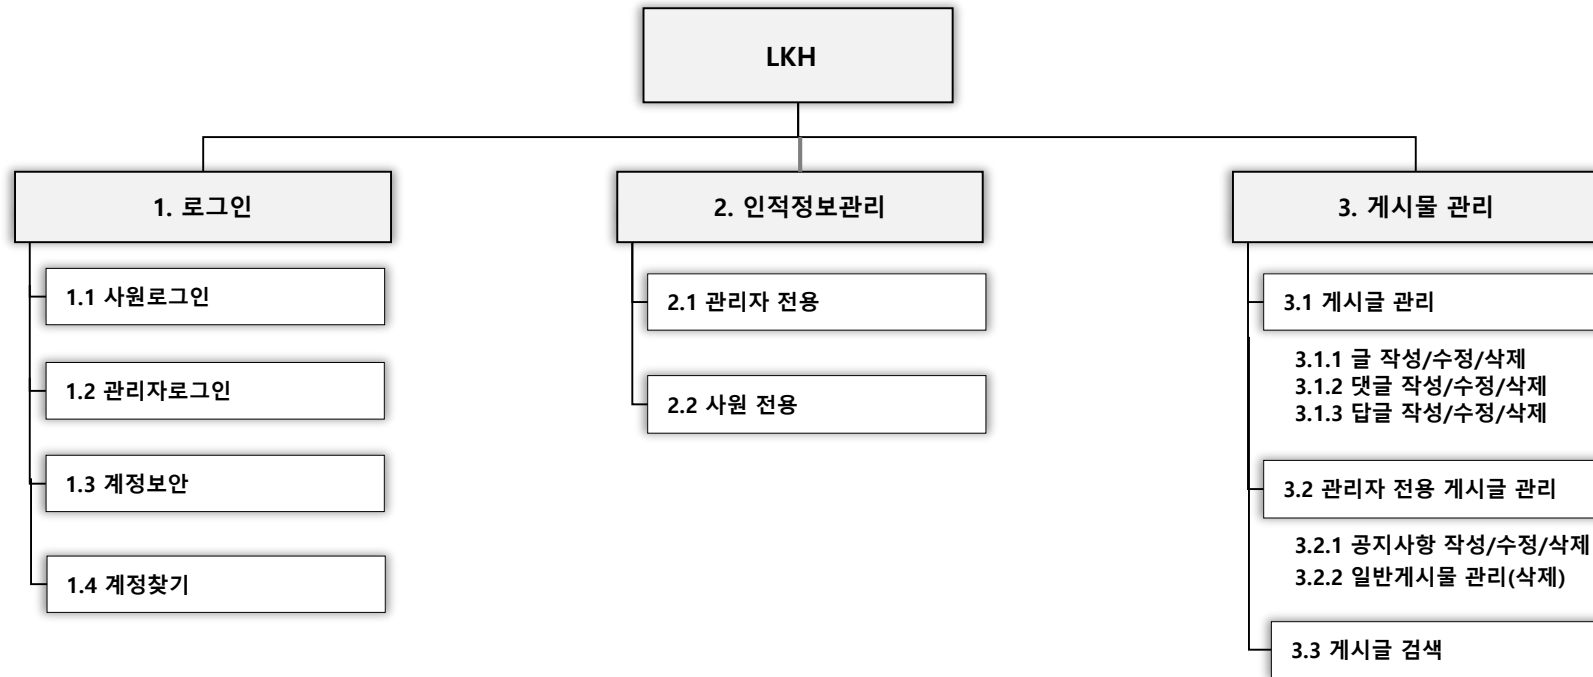 LKH
1. 로그인
1.1 사원로그인
1.2 관리자로그인
1.3 계정보안
1.4 계정찾기
2. 인적정보관리
2.1 관리자 전용
2.2 사원 전용
3. 게시물 관리
3.1 게시글 관리
3.1.1 글 작성/수정/삭제
3.1.2 댓글 작성/수정/삭제
3.1.3 답글 작성/수정/삭제
3.2 관리자 전용 게시글 관리
3.2.1 공지사항 작성/수정/삭제
3.2.2 일반게시물 관리(삭제)
3.3 게시글 검색